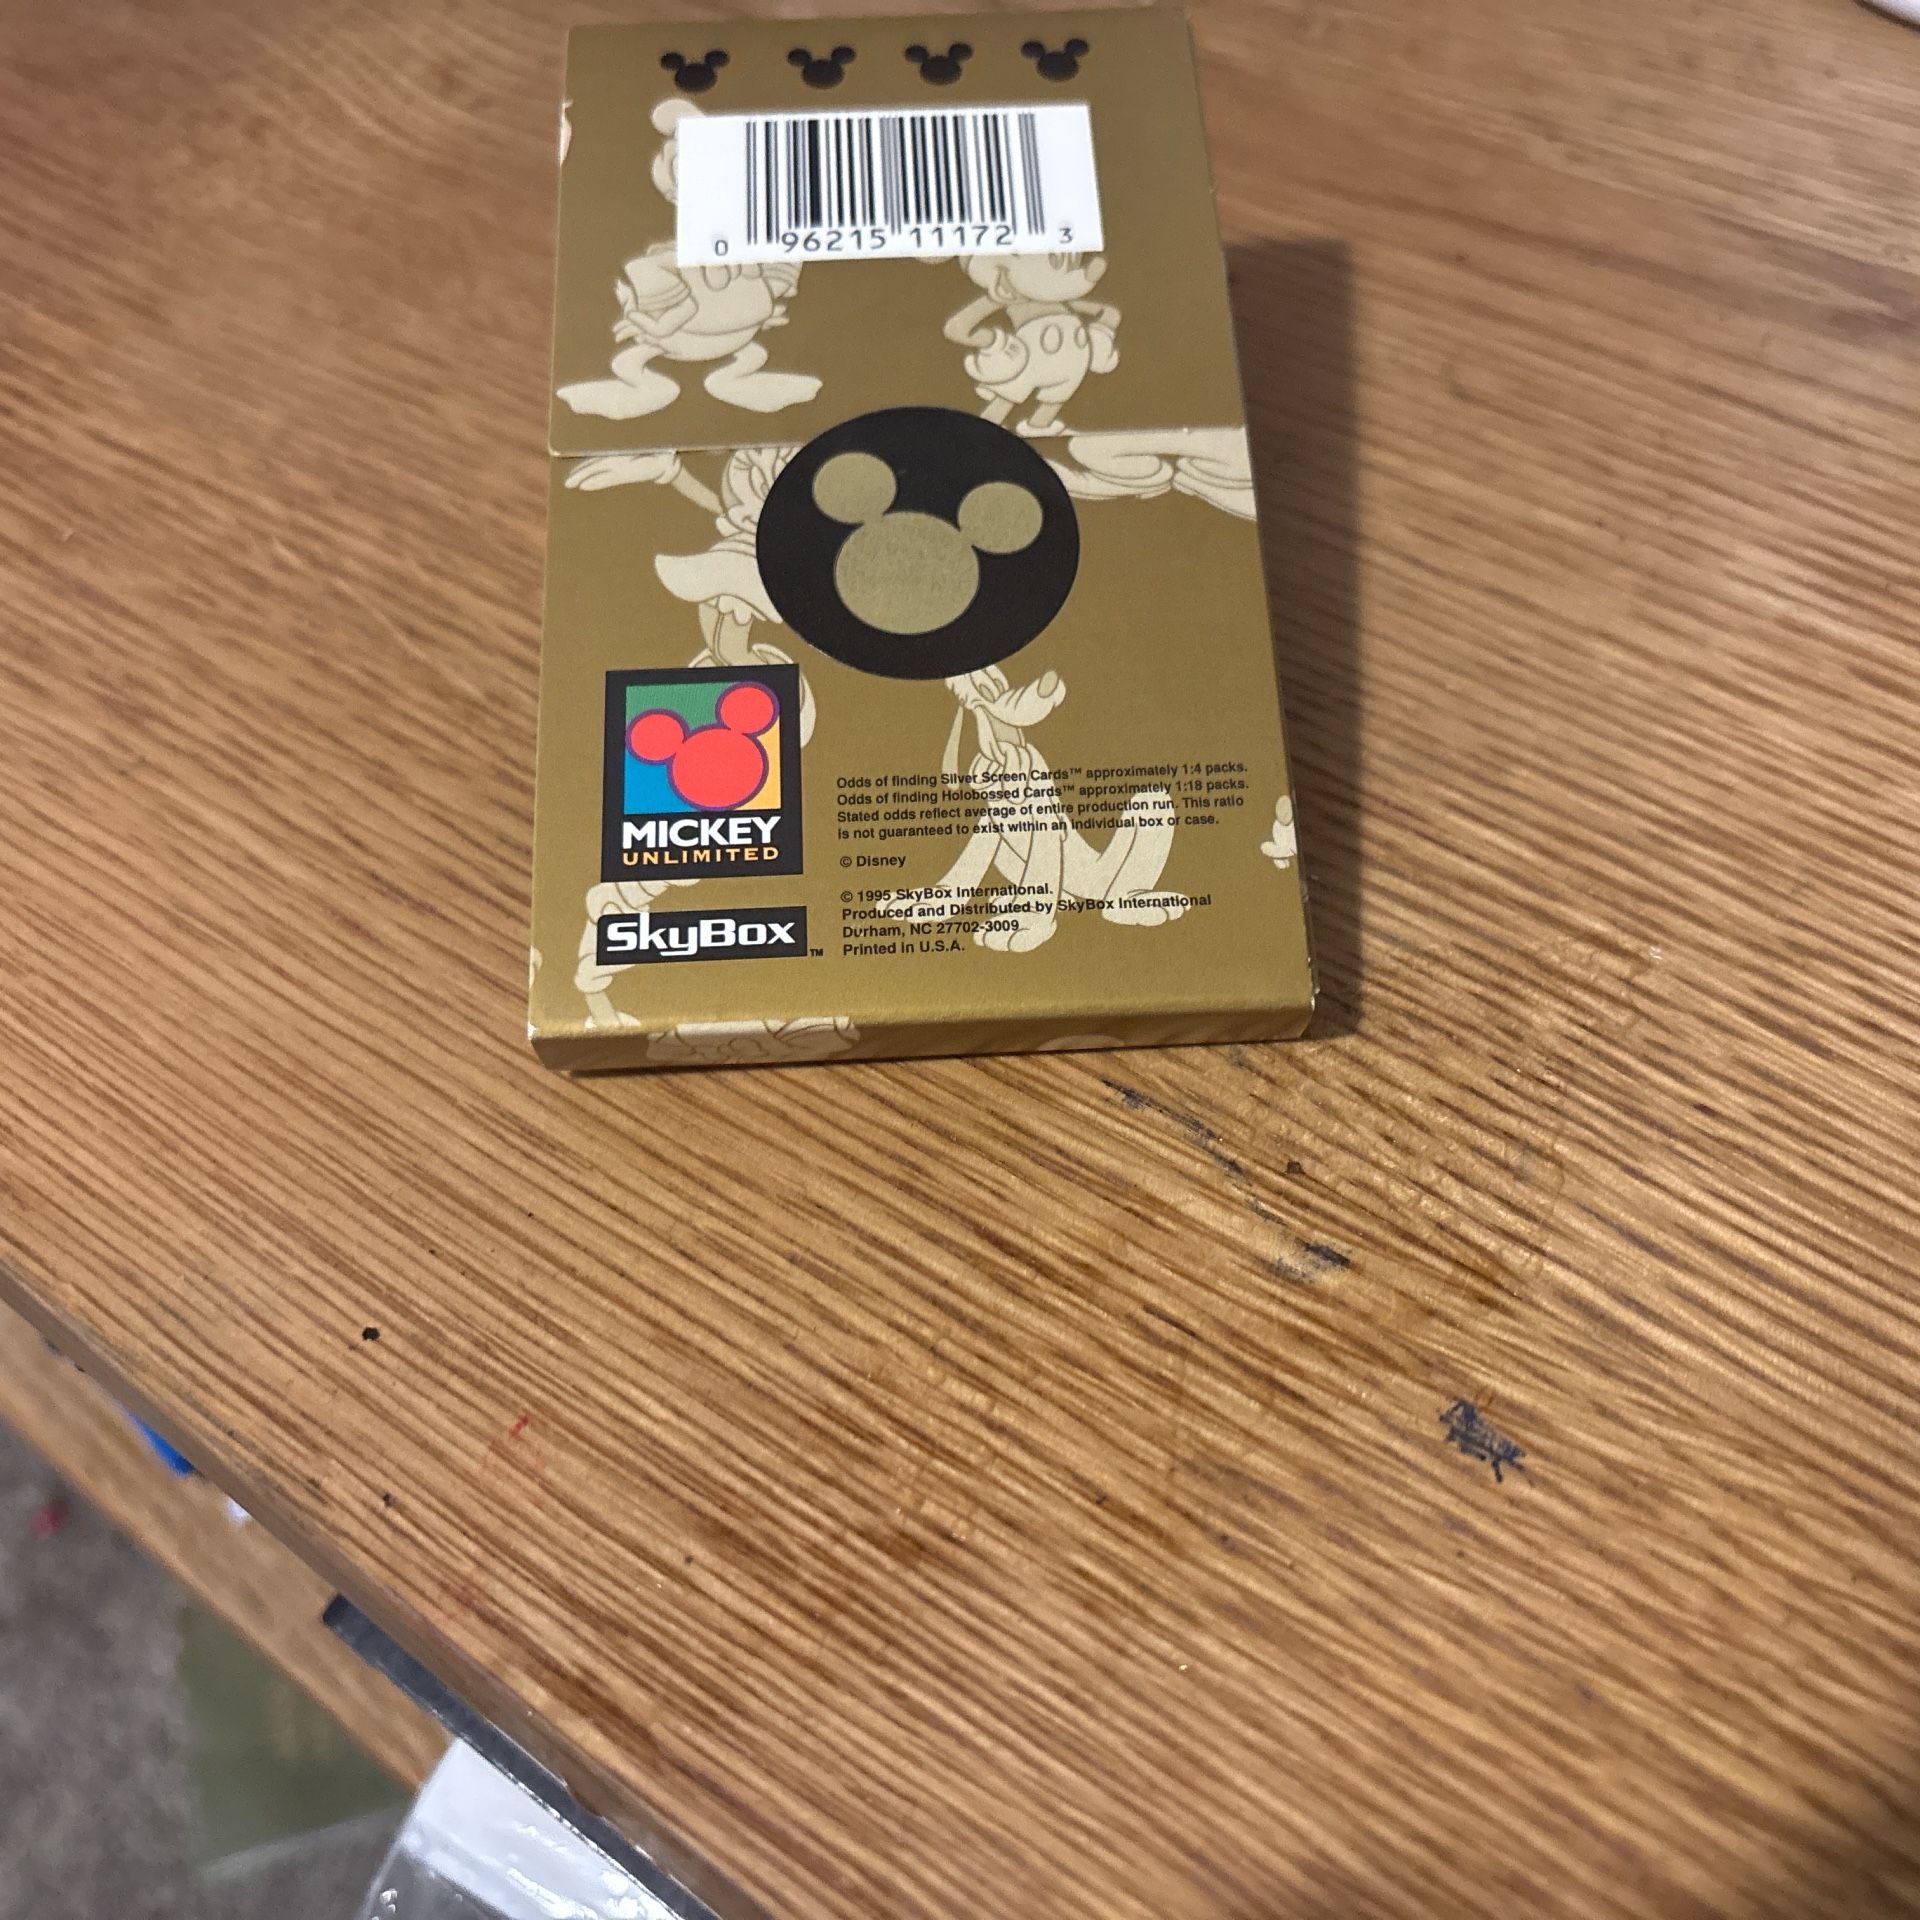 0 96215 11172 3
Odds of finding Silver Screen Cards™ approximately 1:4 packs.
Odds of finding Holobossed Cards™ approximately 1:18 packs.
Stated odds reflect average of entire production run. This ratio
is not guaranteed to exist within an individual box or case.
© Disney
© 1995 SkyBox International.
Produced and Distributed by SkyBox International
Durham, NC 27702-3009
Printed in U.S.A.
MICKEY
UNLIMITED
SkyBox™